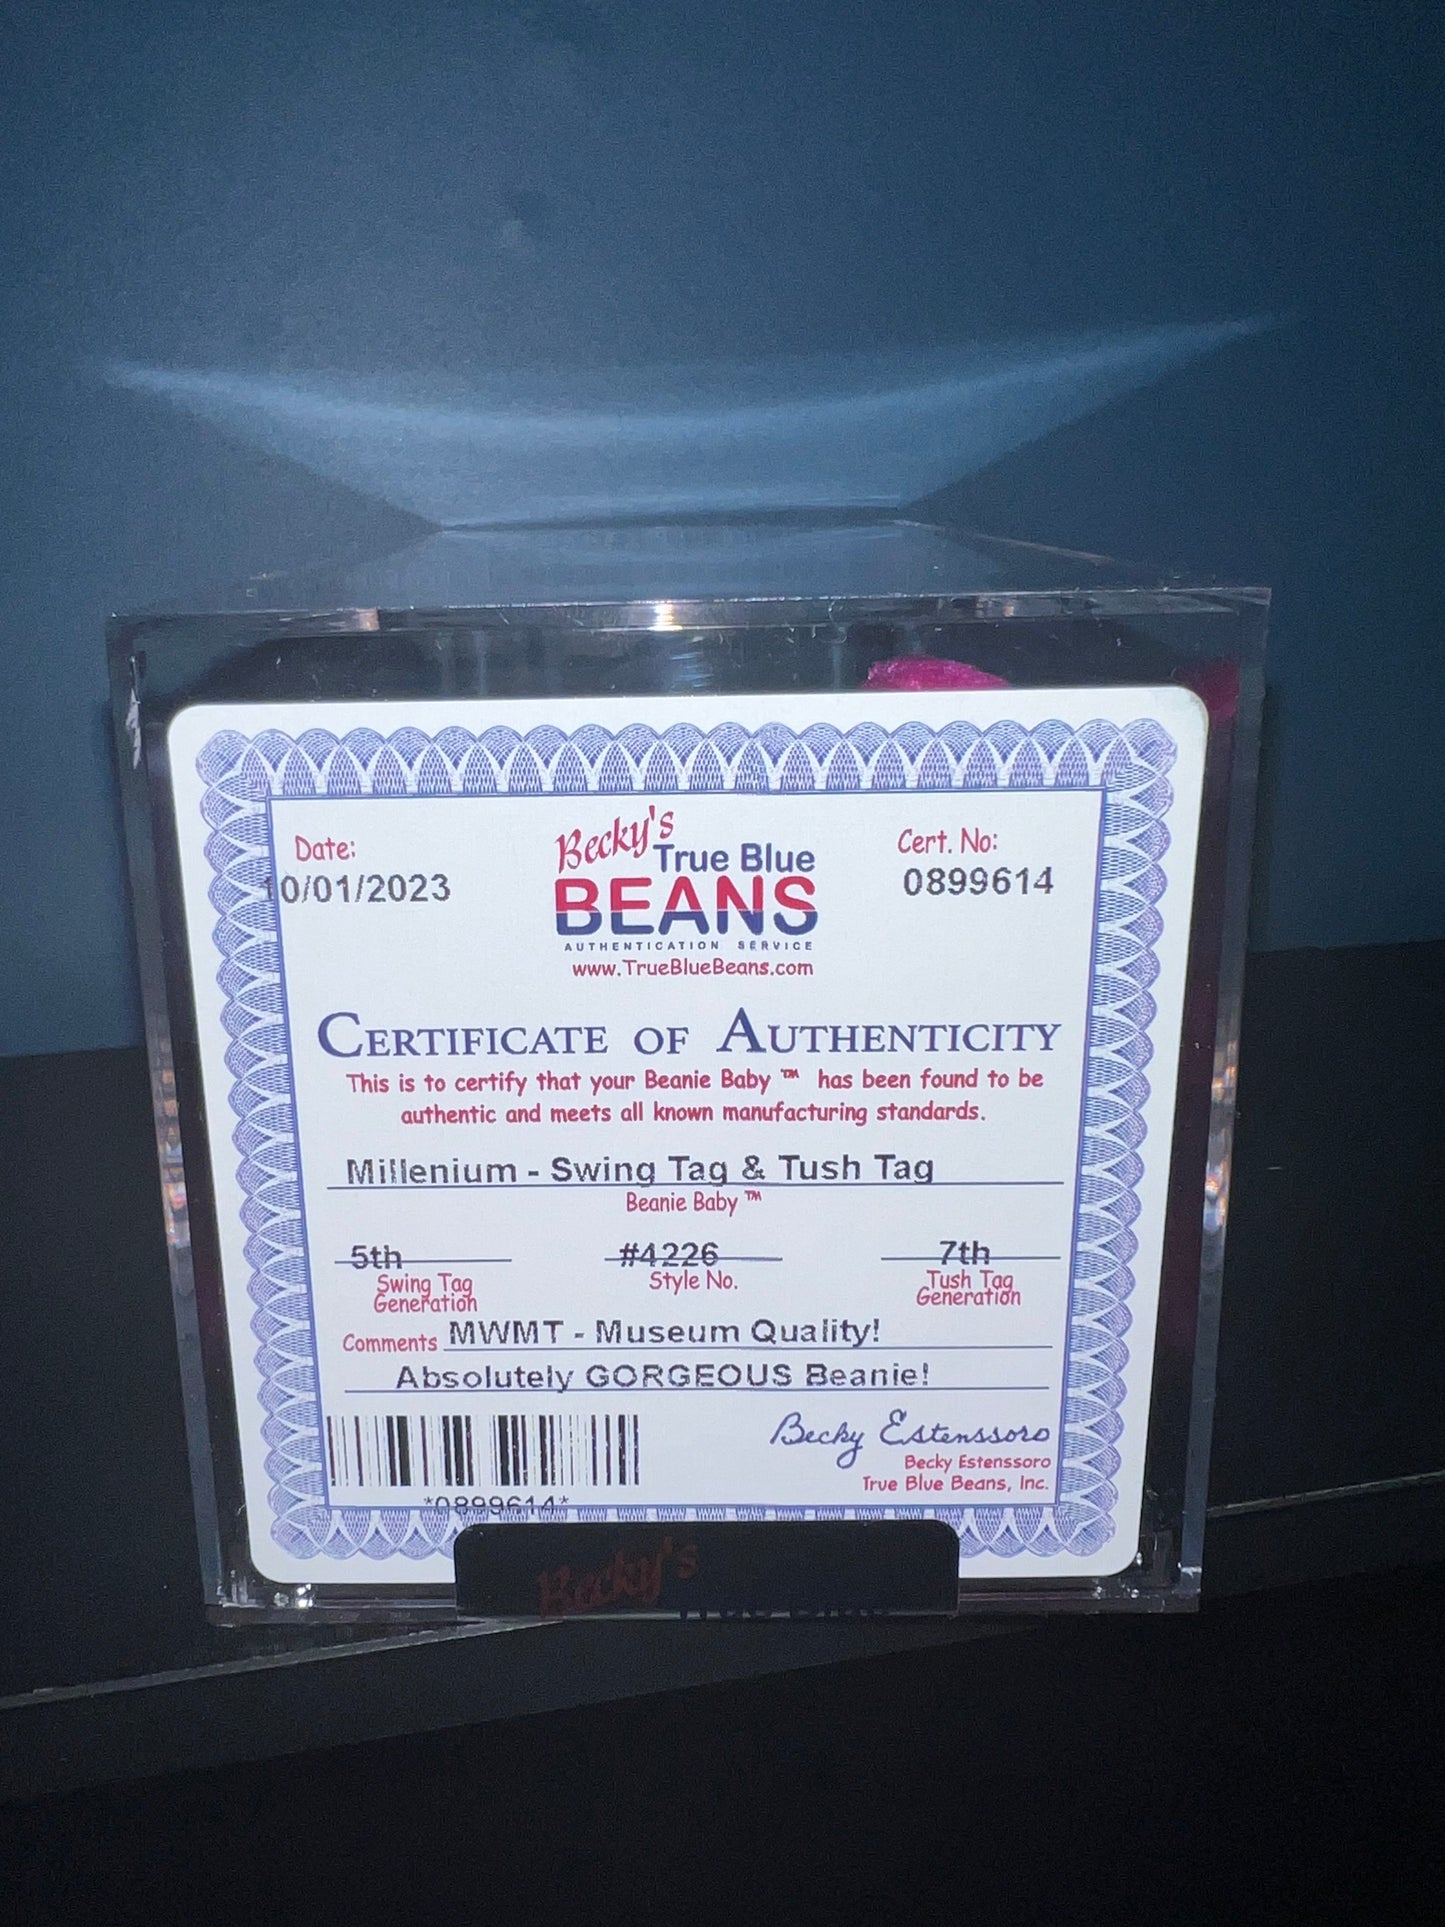 Date:
10/01/2023
Becky's
True Blue
BEANS
AUTHENTICATION SERVICE
www.TrueBlueBeans.com
Cert. No:
0899614
CERTIFICATE OF AUTHENTICITY
This is to certify that your Beanie Baby ™ has been found to be
authentic and meets all known manufacturing standards.
Millenium - Swing Tag & Tush Tag
Beanie Baby ™
5th #4226 7th
Swing Tag Style No. Tush Tag
Generation Generation
Comments MWMT - Museum Quality!
Absolutely GORGEOUS Beanie!
Becky Estenssoro
Becky Estenssoro
True Blue Beans, Inc.
*0899614*
Becky's
True Blue